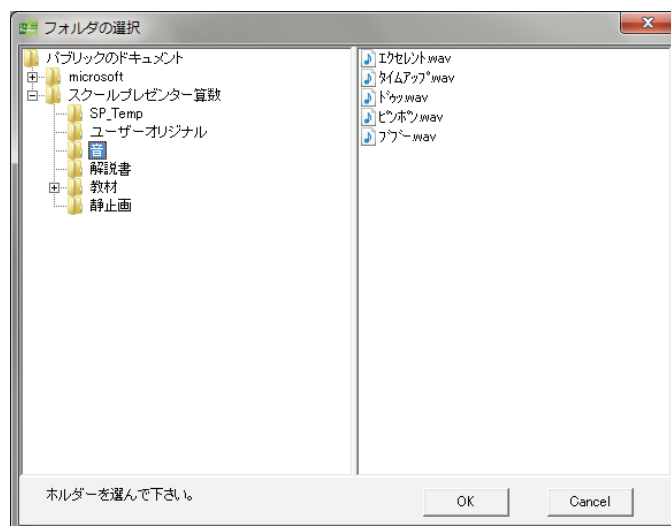 フォルダの選択
パブリックのドキュメント
microsoft
スクールプレゼンター算数
SP_Temp
ユーザーオリジナル
音
解説書
教材
静止画
ｴｸｾﾚﾝﾄ.wav
ﾀｲﾑｱｯﾌﾟ.wav
ﾄﾞｩｯ.wav
ﾋﾟﾝﾎﾟﾝ.wav
ﾌﾞﾌﾞｰ.wav
ホルダーを選んで下さい。
OK
Cancel